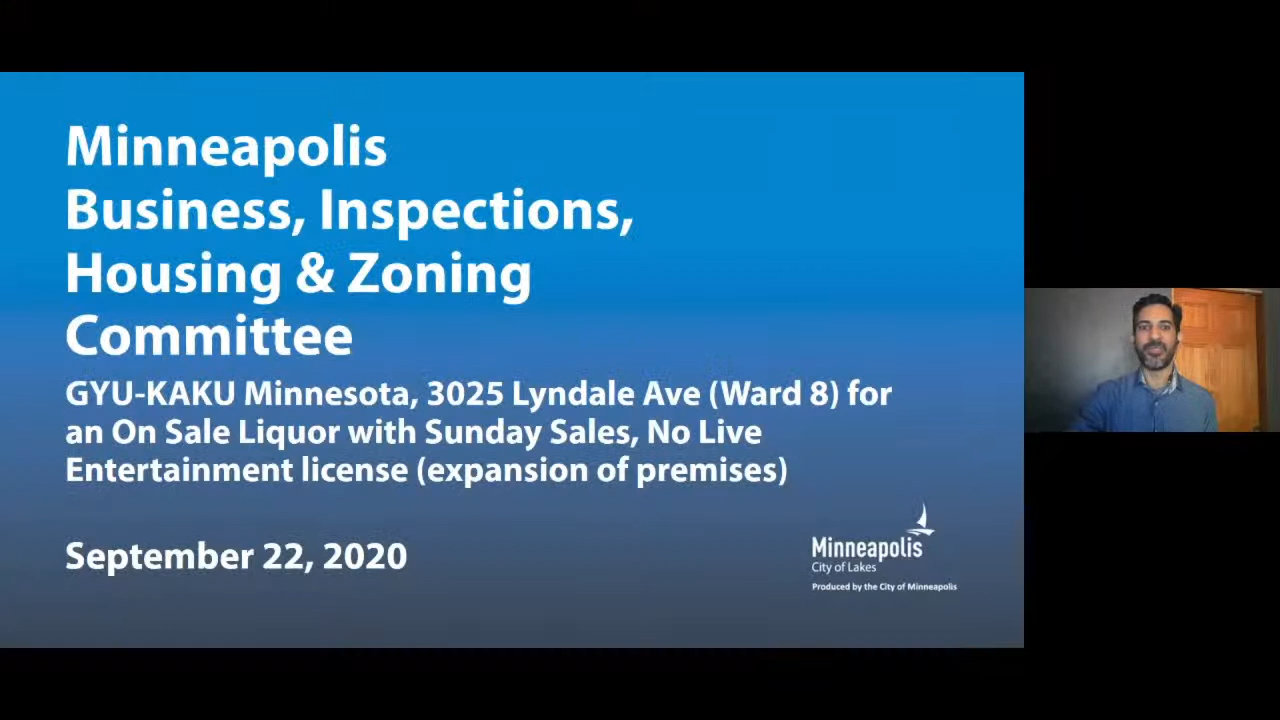 Minneapolis
Business, Inspections,
Housing & Zoning
Committee
GYU-KAKU Minnesota, 3025 Lyndale Ave (Ward 8) for
an On Sale Liquor with Sunday Sales, No Live
Entertainment license (expansion of premises)
September 22, 2020
Minneapolis
City of Lakes
Produced by the City of Minneapolis